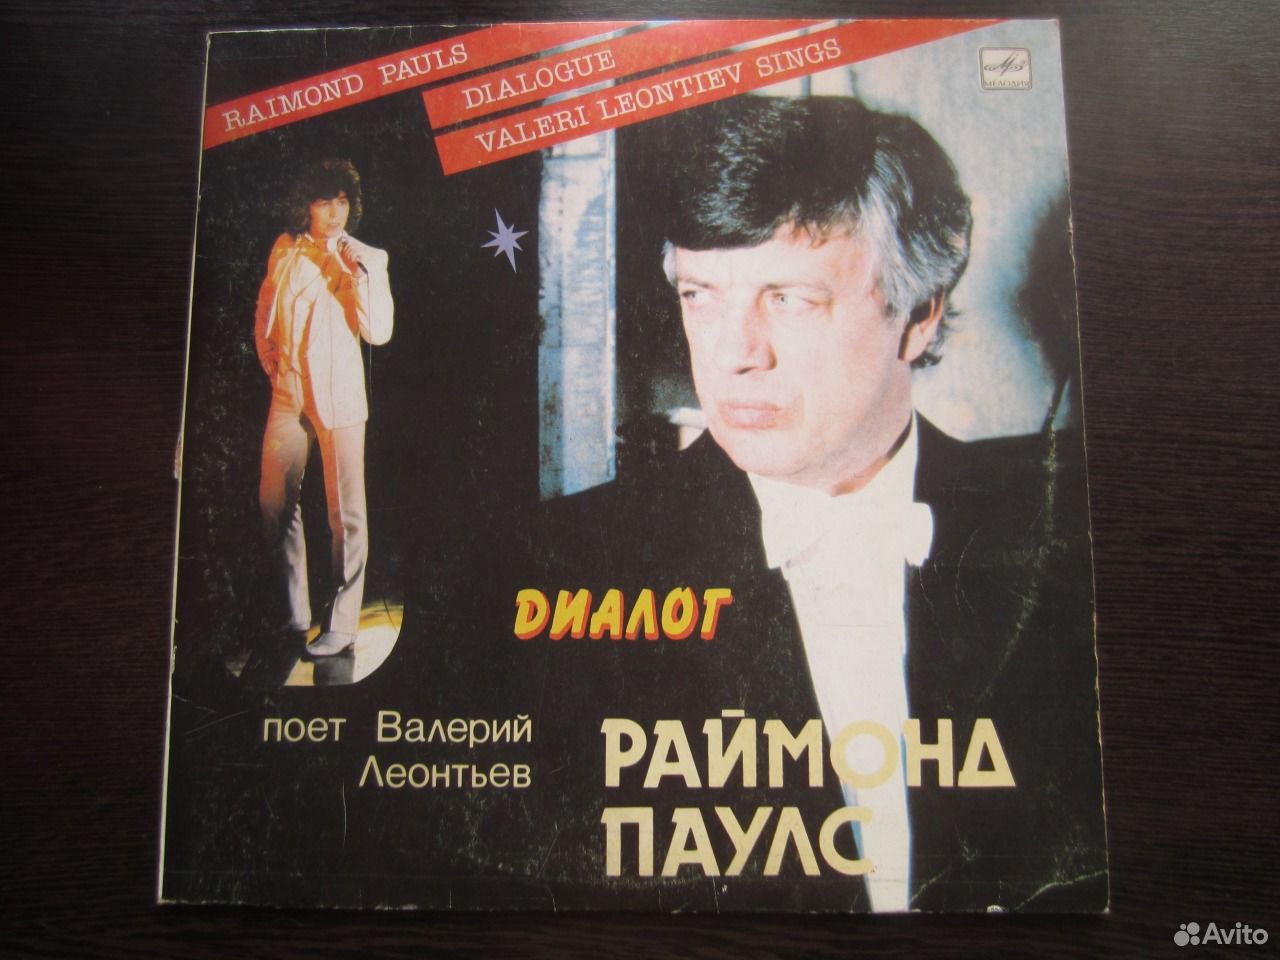 RAIMOND PAULS
DIALOGUE
VALERI LEONTIEV SINGS
МЕЛОДИЯ
ДИАЛОГ
поет Валерий
Леонтьев
РАЙМОНД
ПАУЛС
Avito